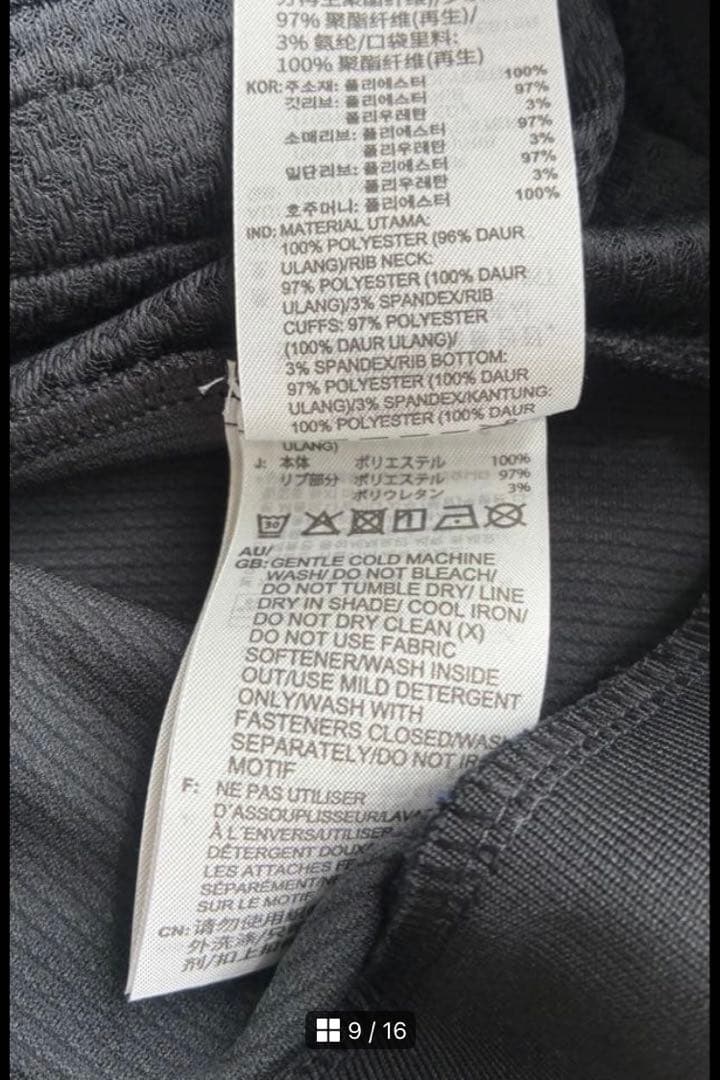 97% 聚酯纤维(再生)/
3% 氨纶/口袋里料:
100% 聚酯纤维(再生)
KOR: 주소재: 폴리에스터 100%
깃리브: 폴리에스터 97%
폴리우레탄 3%
소매리브: 폴리에스터 97%
폴리우레탄 3%
밑단리브: 폴리에스터 97%
폴리우레탄 3%
호주머니: 폴리에스터 100%
IND: MATERIAL UTAMA:
100% POLYESTER (96% DAUR
ULANG)/RIB NECK:
97% POLYESTER (100% DAUR
ULANG)/3% SPANDEX/RIB
CUFFS: 97% POLYESTER
(100% DAUR ULANG)/
3% SPANDEX/RIB BOTTOM:
97% POLYESTER (100% DAUR
ULANG)/3% SPANDEX/KANTUNG:
100% POLYESTER (100% DAUR
ULANG)
J: 本体 ポリエステル 100%
リブ部分 ポリエステル 97%
ポリウレタン 3%
30
AU/
GB: GENTLE COLD MACHINE
WASH/ DO NOT BLEACH/
DO NOT TUMBLE DRY/ LINE
DRY IN SHADE/ COOL IRON/
DO NOT DRY CLEAN (X)
DO NOT USE FABRIC
SOFTENER/WASH INSIDE
OUT/USE MILD DETERGENT
ONLY/WASH WITH
FASTENERS CLOSED/WASH
SEPARATELY/DO NOT IR
MOTIF
F: NE PAS UTILISER
D'ASSOUPLISSEUR/LAVA
À L'ENVERS/UTILISER
DÉTERGENT DOUX/
LES ATTACHES FE
SÉPARÉMENT/N
SUR LE MOTIF
CN: 请勿使用
外洗涤/
剂/扣上
9 / 16